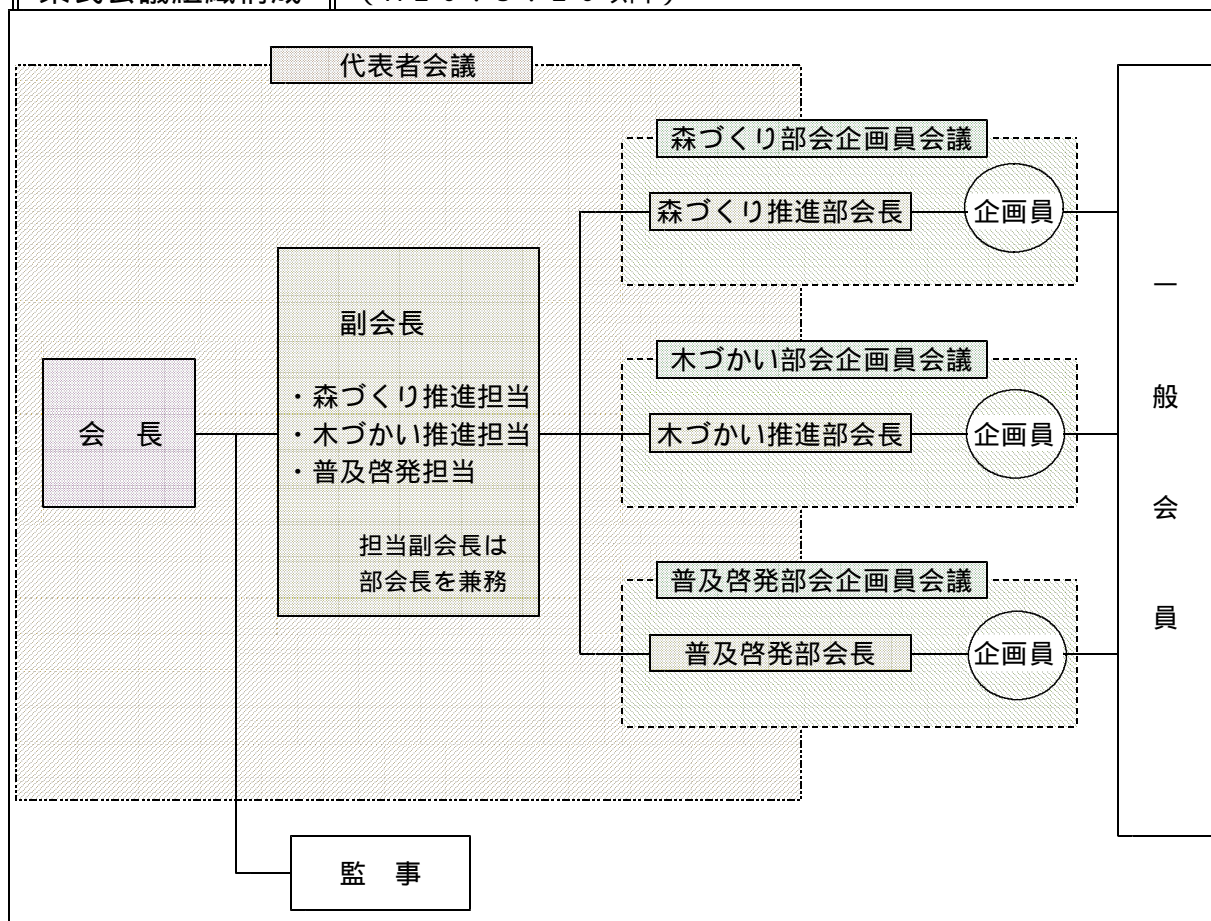 代表者会議
森づくり部会企画員会議
森づくり推進部会長
企画員
副会長
・森づくり推進担当
・木づかい推進担当
・普及啓発担当
担当副会長は
部会長を兼務
会 長
木づかい部会企画員会議
木づかい推進部会長
企画員
普及啓発部会企画員会議
普及啓発部会長
企画員
一般会員
監 事